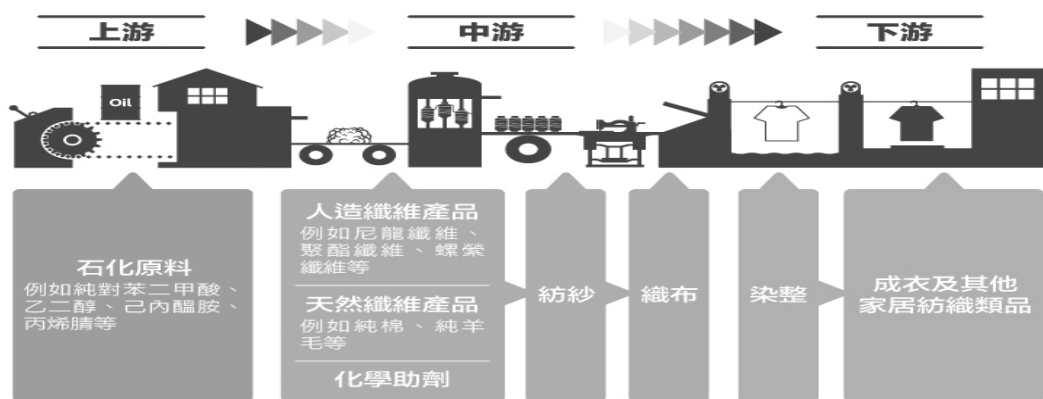 上游
中游
下游
Oil
石化原料
例如純對苯二甲酸、
乙二醇、己內醯胺、
丙烯腈等
人造纖維產品
例如尼龍纖維、
聚酯纖維、螺縈
纖維等
天然纖維產品
例如純棉、純羊
毛等
化學助劑
紡紗
織布
染整
成衣及其他
家居紡織類品